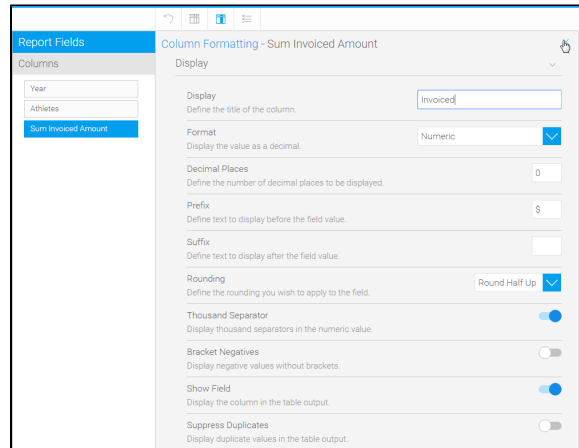 Report Fields
Columns
Year
Athletes
Sum Invoiced Amount
Column Formatting - Sum Invoiced Amount
Display
Display
Define the title of the column.
Invoiced
Format
Display the value as a decimal.
Numeric
Decimal Places
Define the number of decimal places to be displayed.
0
Prefix
Define text to display before the field value.
$
Suffix
Define text to display after the field value.
Rounding
Define the rounding you wish to apply to the field.
Round Half Up
Thousand Separator
Display thousand separators in the numeric value.
Bracket Negatives
Display negative values without brackets.
Show Field
Display the column in the table output.
Suppress Duplicates
Display duplicate values in the table output.